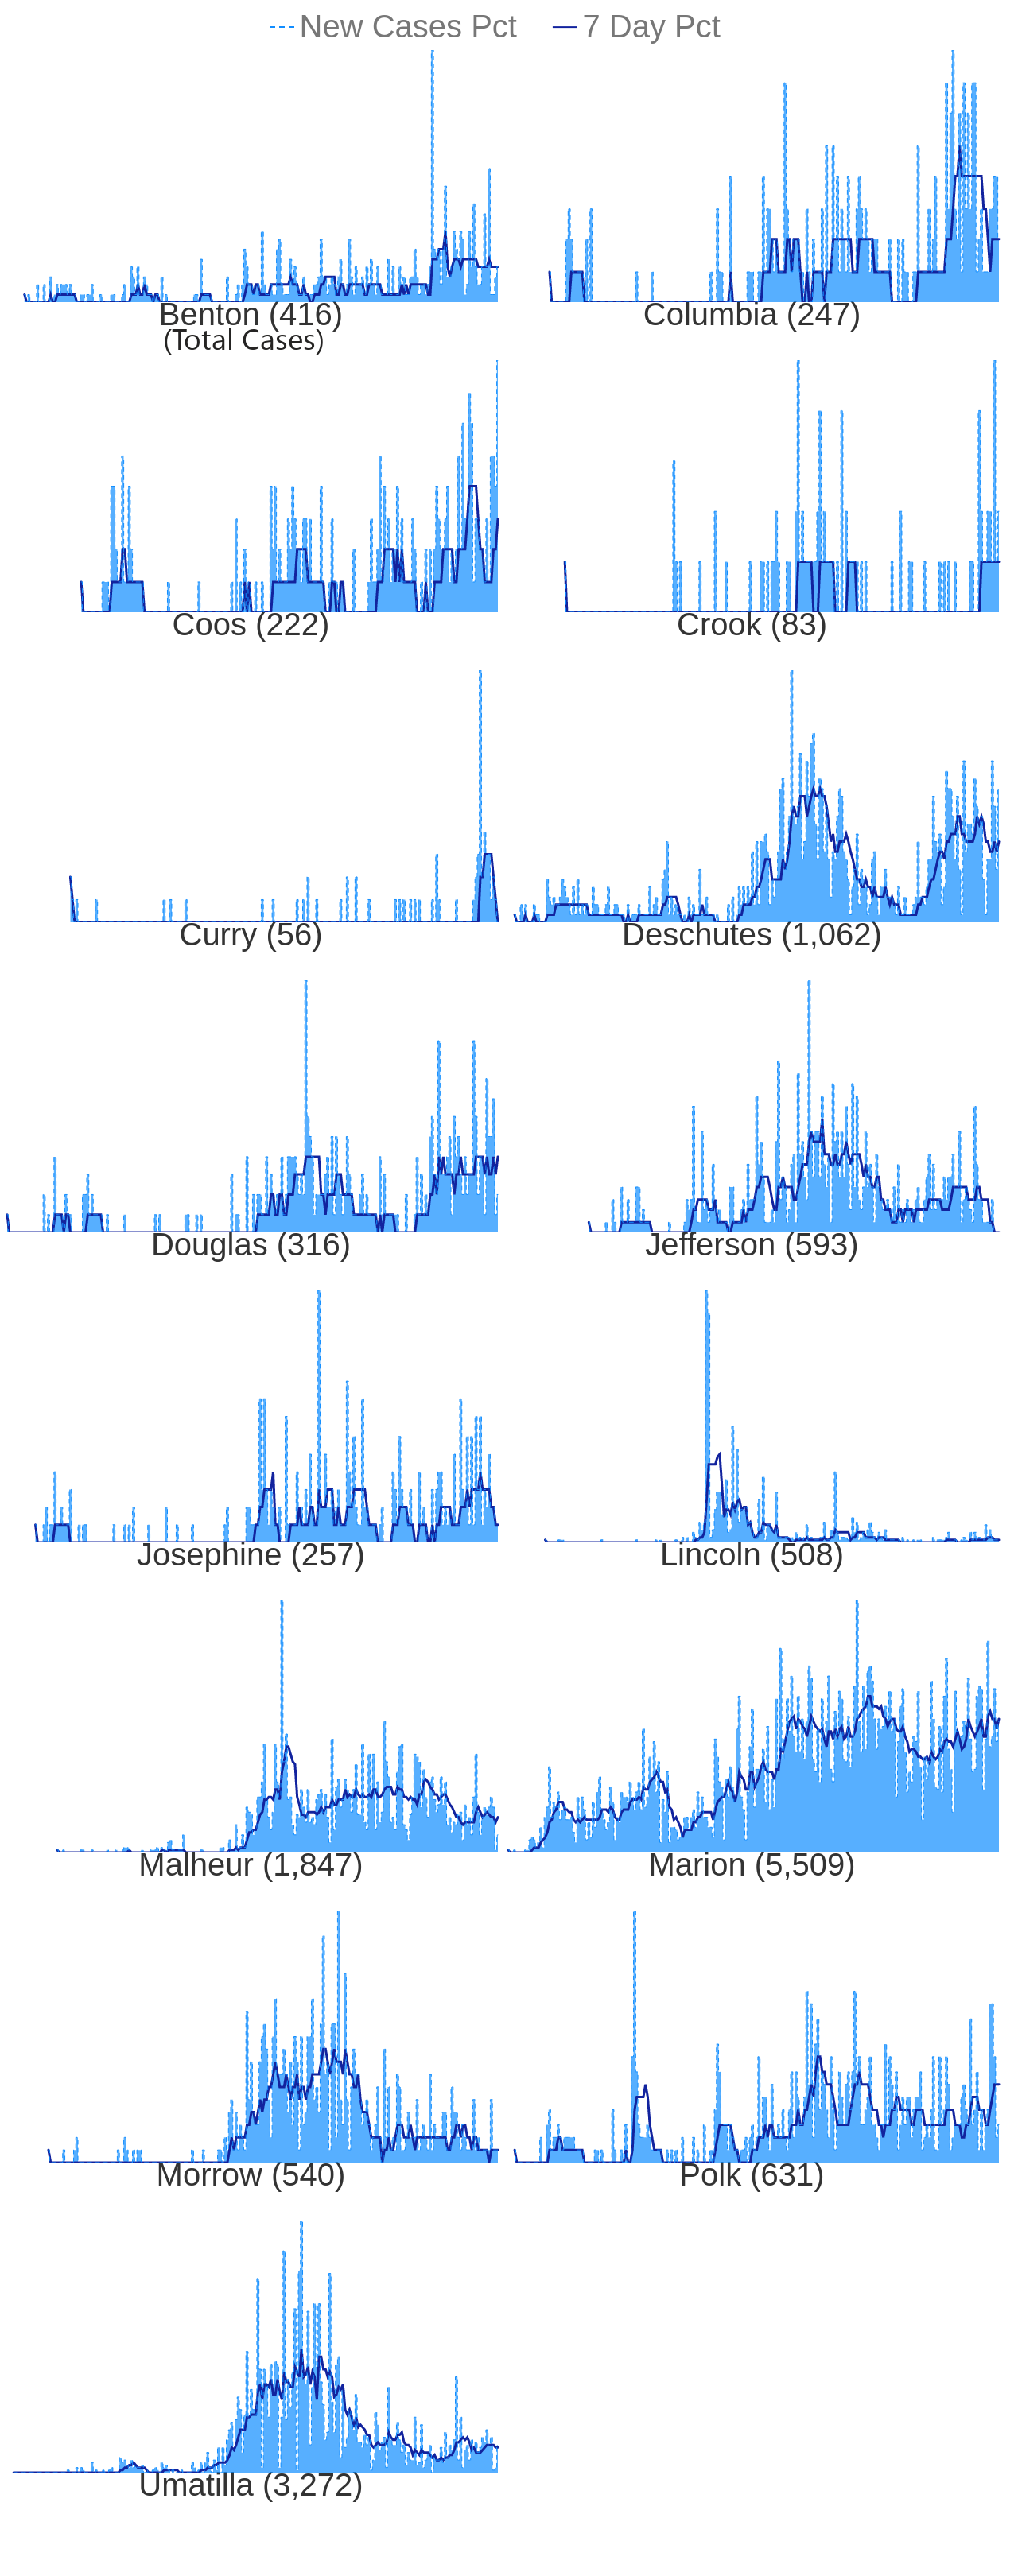 New Cases Pct 7 Day Pct
Benton (416) Columbia (247)
(Total Cases)
Coos (222) Crook (83)
Curry (56) Deschutes (1,062)
Douglas (316) Jefferson (593)
Josephine (257) Lincoln (508)
Malheur (1,847) Marion (5,509)
Morrow (540) Polk (631)
Umatilla (3,272)